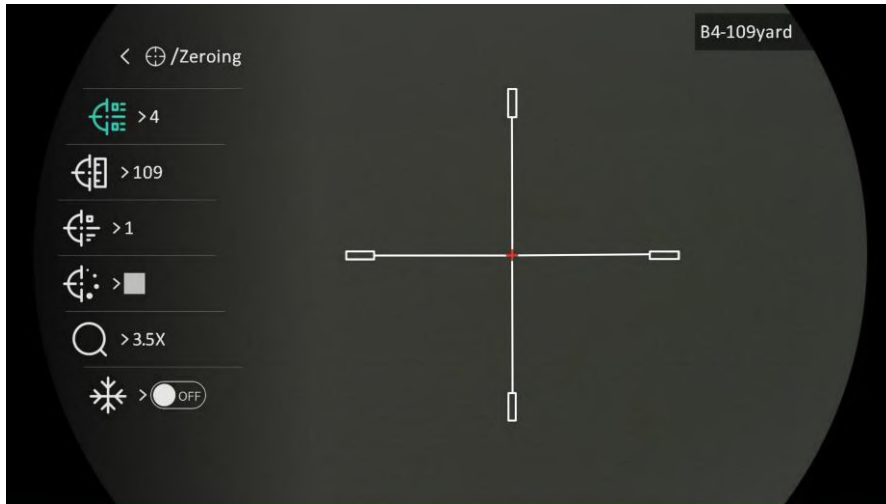 B4-109yard
< /Zeroing
>4
>109
>1
>
>3.5X
> OFF